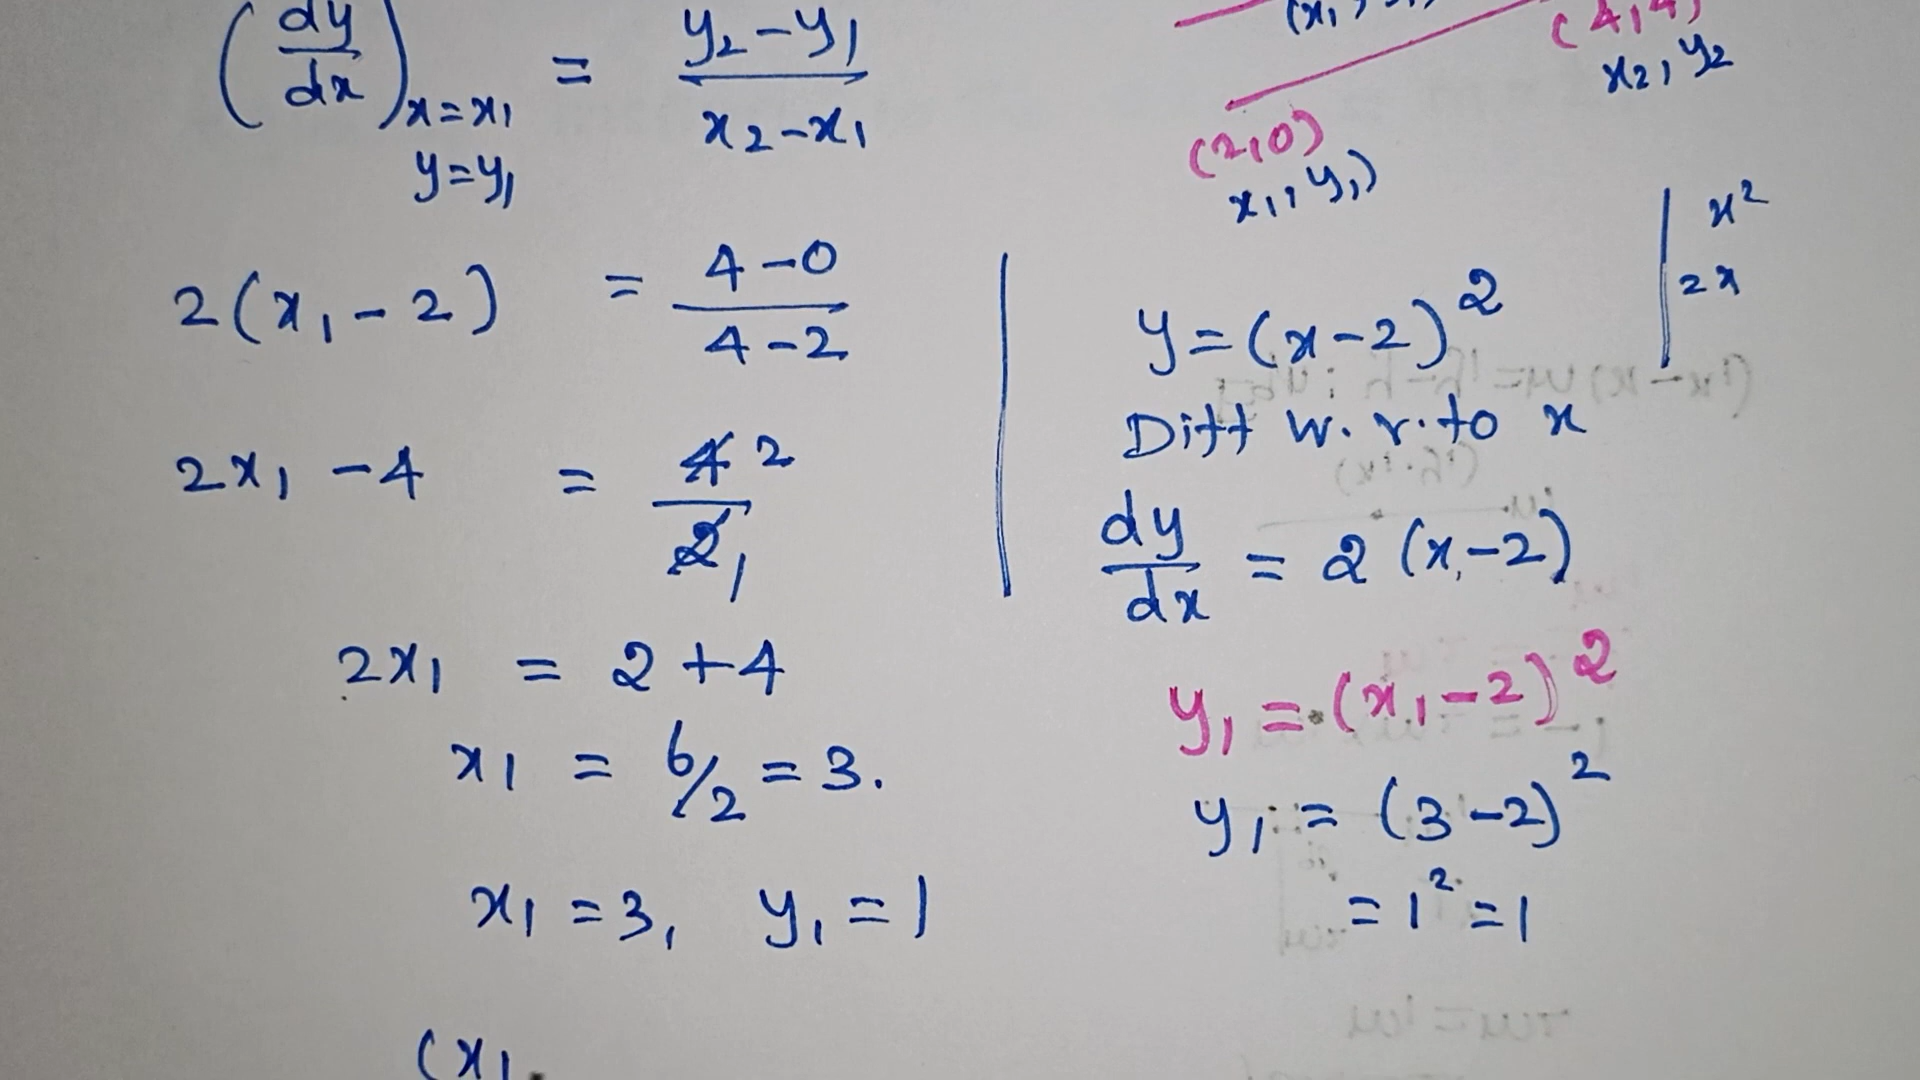 (dy/dx) x=x₁ y=y₁ = y₂-y₁ / x₂-x₁
2(x₁-2) = 4-0 / 4-2
2x₁-4 = 4 2 / 2 1
2x₁ = 2+4
x₁ = 6/2 = 3.
x₁=3, y₁=1
(x₁
(2,0)
x₁,y₁)
x₂,y₂
x²
2x
y=(x-2)²
Diff w.r.to x
dy/dx = 2(x-2)
y₁=(x₁-2)²
y₁=(3-2)²
=1²=1